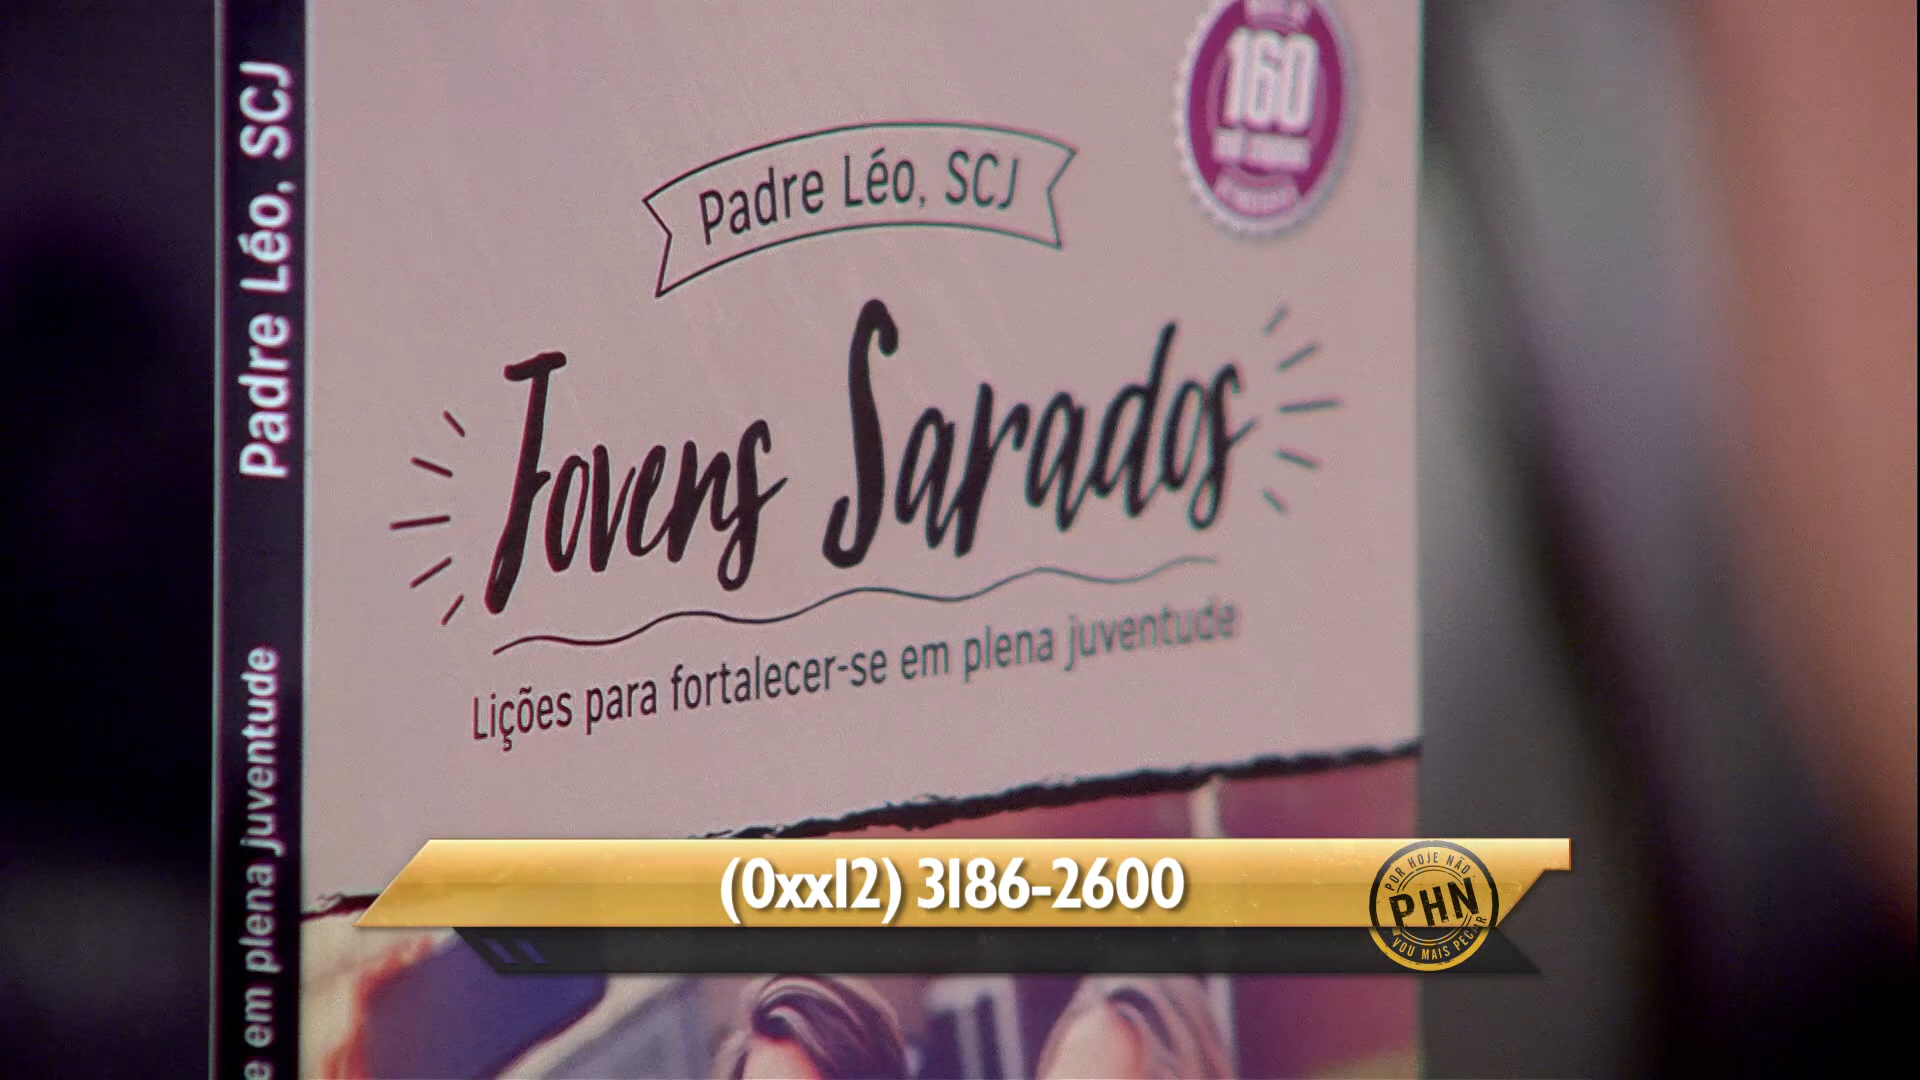 Padre Léo, SCJ
e em plena juventude
160
Padre Léo, SCJ
Jovens Sarados
Lições para fortalecer-se em plena juventude
(0xx12) 3186-2600
POR HOJE NÃO
PHN
VOU MAIS PECAR